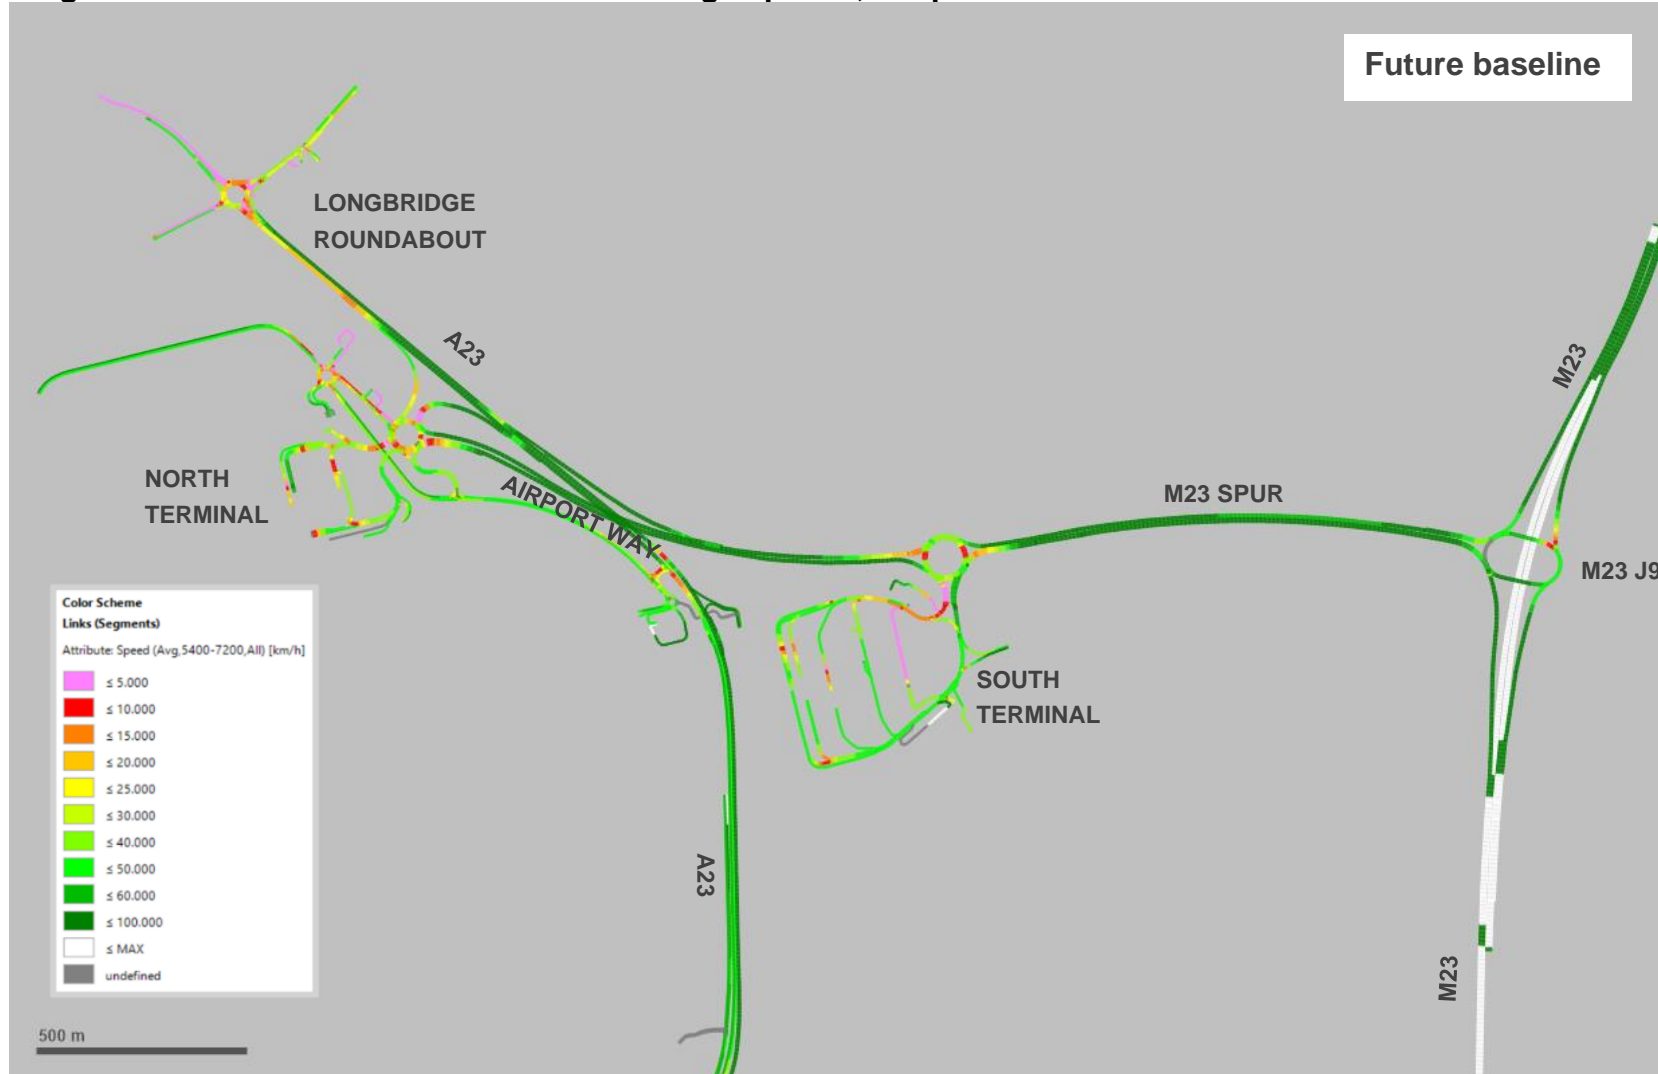 Future baseline
LONGBRIDGE
ROUNDABOUT
A23
M23
NORTH
TERMINAL
AIRPORT WAY
M23 SPUR
M23 J9
SOUTH
TERMINAL
Color Scheme
Links (Segments)
Attribute: Speed (Avg,5400-7200,All) [km/h]
≤ 5.000
≤ 10.000
≤ 15.000
≤ 20.000
≤ 25.000
≤ 30.000
≤ 40.000
≤ 50.000
≤ 60.000
≤ 100.000
≤ MAX
undefined
A23
M23
500 m